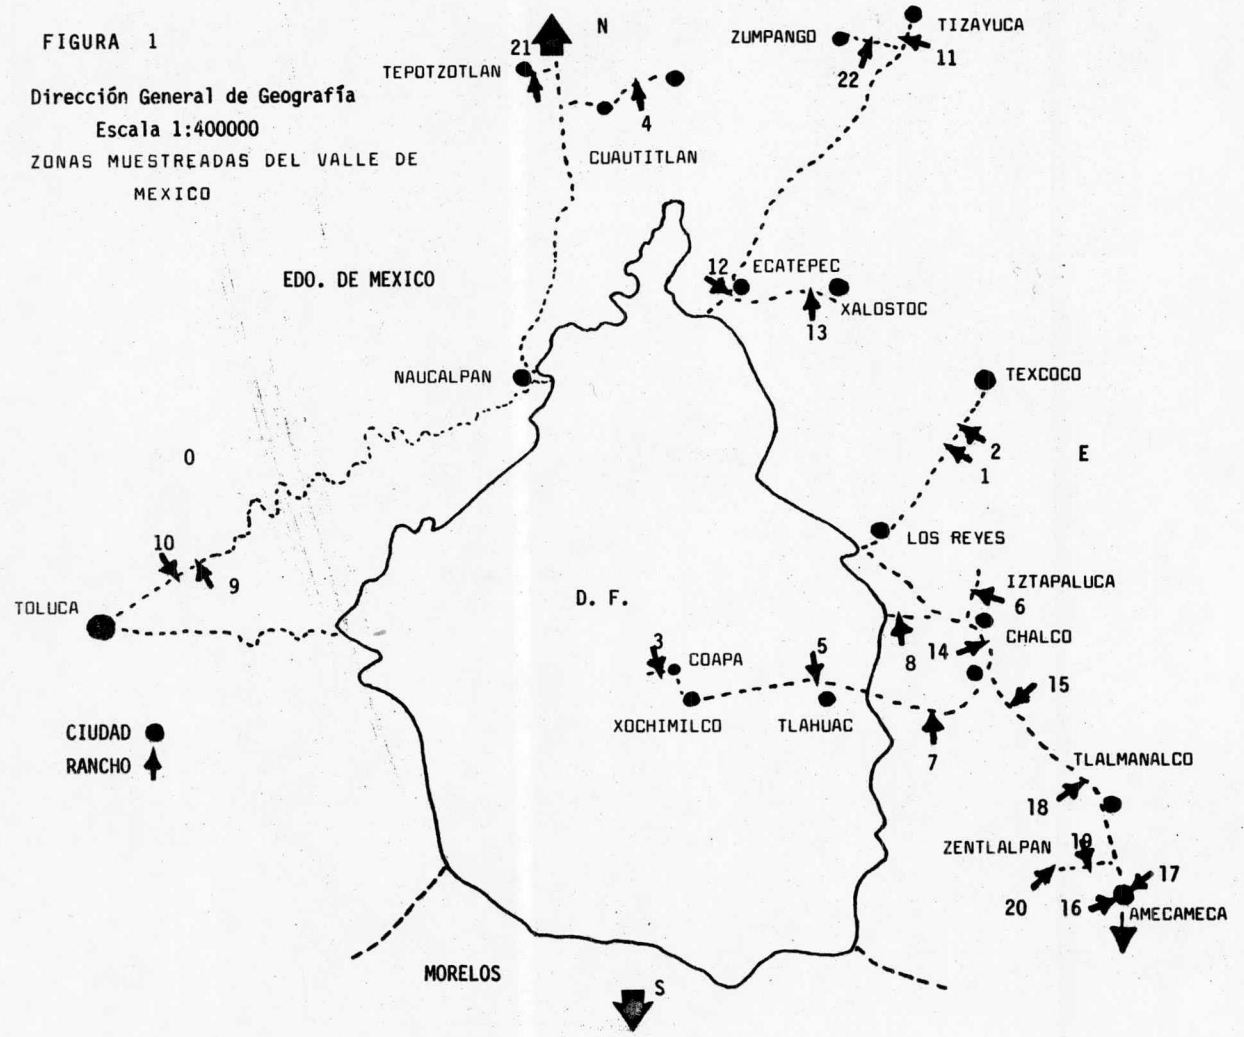 FIGURA 1
Dirección General de Geografía
Escala 1:400000
ZONAS MUESTREADAS DEL VALLE DE
MEXICO
N
21
TEPOTZOTLAN
4
CUAUTITLAN
ZUMPANGO
TIZAYUCA
22
11
EDO. DE MEXICO
12
ECATEPEC
XALOSTOC
13
NAUCALPAN
TEXCOCO
2
1
E
O
LOS REYES
10
9
TOLUCA
D. F.
IZTAPALUCA
6
CHALCO
8
14
3
COAPA
5
15
XOCHIMILCO
TLAHUAC
7
CIUDAD
RANCHO
TLALMANALCO
18
ZENTLALPAN
19
17
20
16
AMECAMECA
MORELOS
S